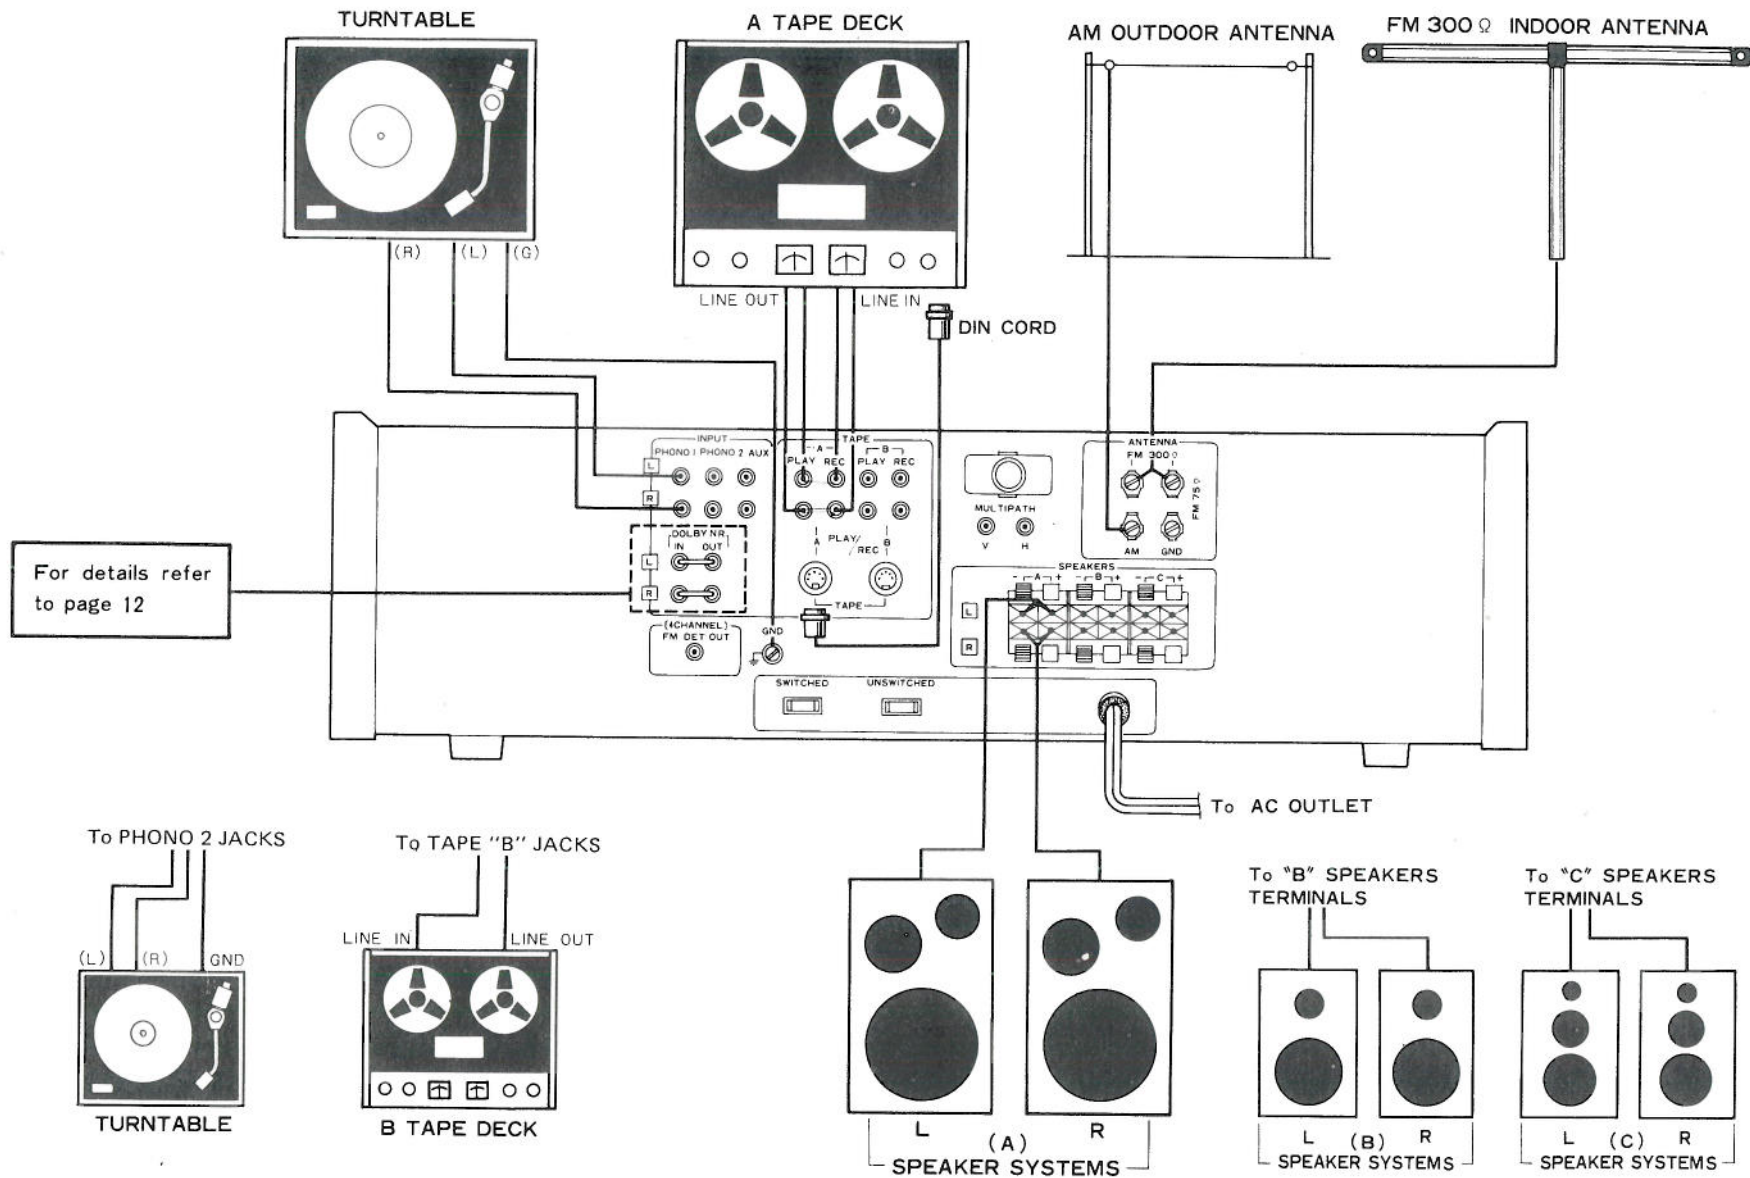 TURNTABLE
A TAPE DECK
AM OUTDOOR ANTENNA
FM 300 Ω INDOOR ANTENNA
(R) (L) (G)
LINE OUT LINE IN
DIN CORD
INPUT
PHONO 1 PHONO 2 AUX
L
R
TAPE
A B
PLAY REC PLAY REC
A PLAY/REC B
TAPE
DOLBY NR.
IN OUT
L
R
(4CHANNEL)
FM DET OUT
GND
MULTIPATH
V H
ANTENNA
FM 300 Ω
FM 75 Ω
AM GND
SPEAKERS
- A + - B + - C +
L
R
SWITCHED UNSWITCHED
For details refer
to page 12
To AC OUTLET
To PHONO 2 JACKS
(L) (R) GND
TURNTABLE
To TAPE "B" JACKS
LINE IN LINE OUT
B TAPE DECK
L (A) R
SPEAKER SYSTEMS
To "B" SPEAKERS
TERMINALS
L (B) R
SPEAKER SYSTEMS
To "C" SPEAKERS
TERMINALS
L (C) R
SPEAKER SYSTEMS